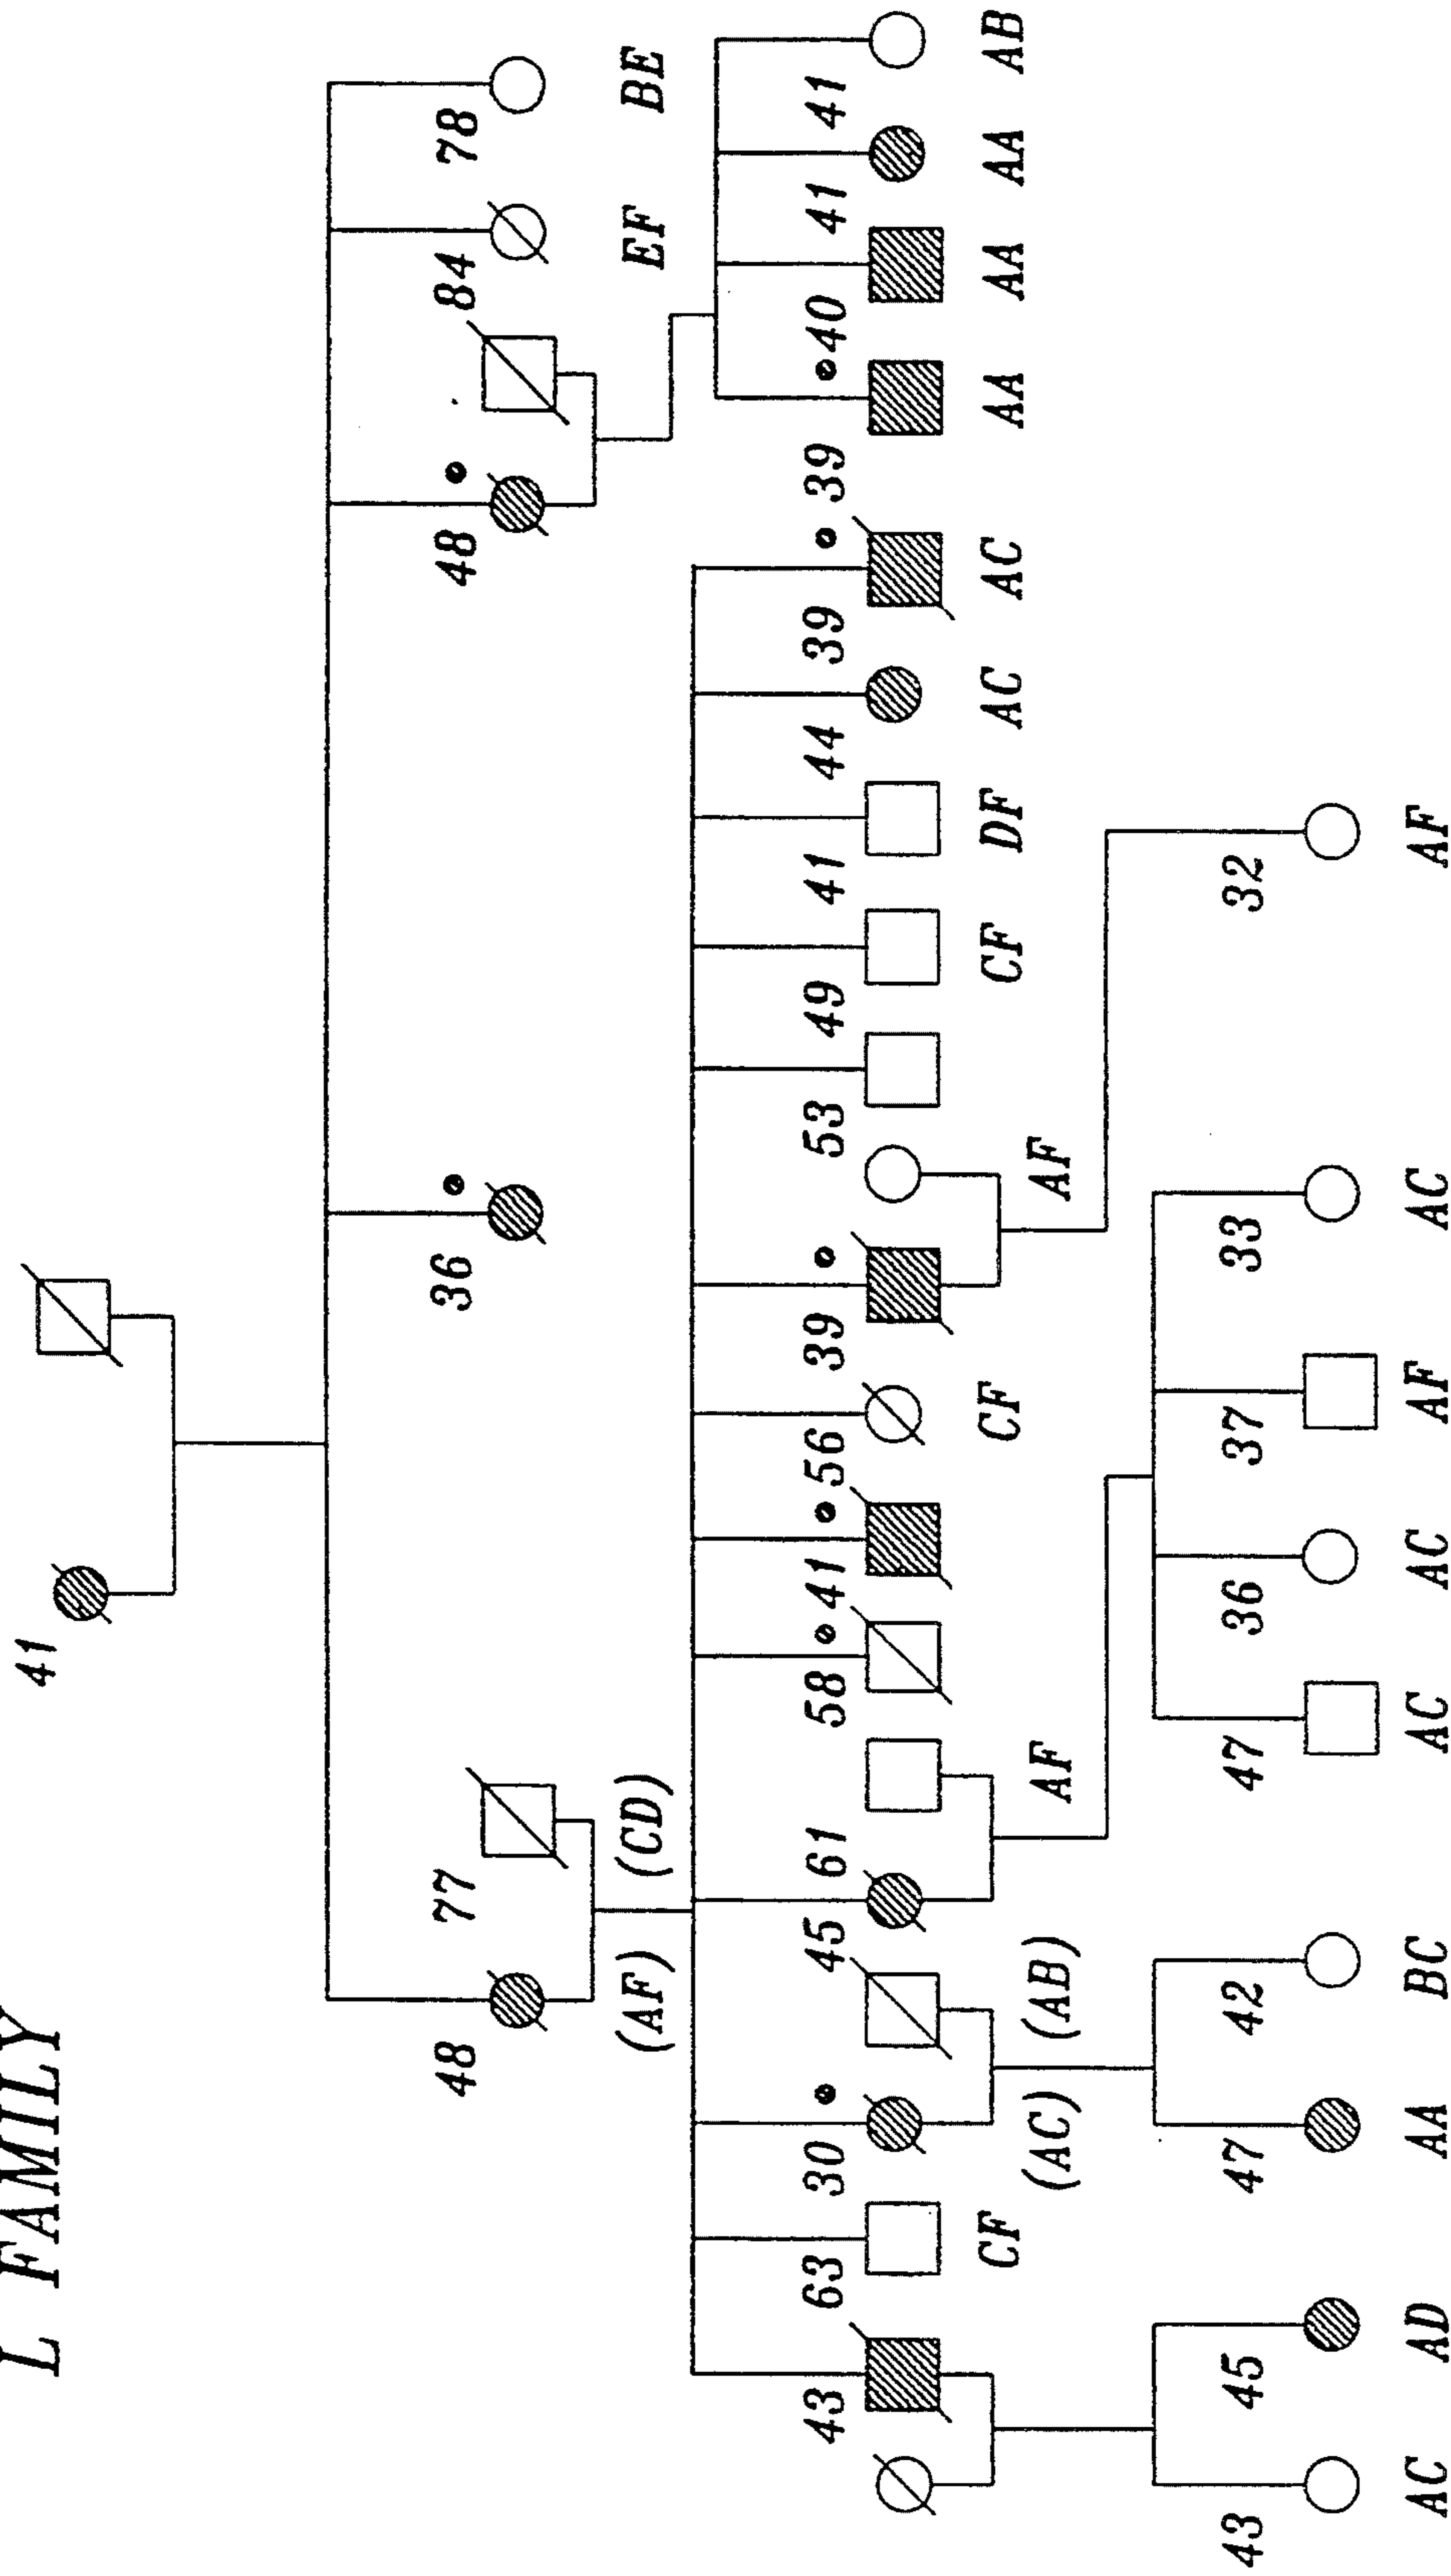 L FAMILY
41
48 77 36 48 84 78
(AF) (CD) EF BE
43 63 30 45 61 58 41 56 39 53 49 41 44 39 39 40 41 41
CF CF CF DF AC AC AA AA AA AB
(AC) (AB) AF AF
43 45 47 42 47 36 37 33 32
AC AD AA BC AC AC AF AC AF